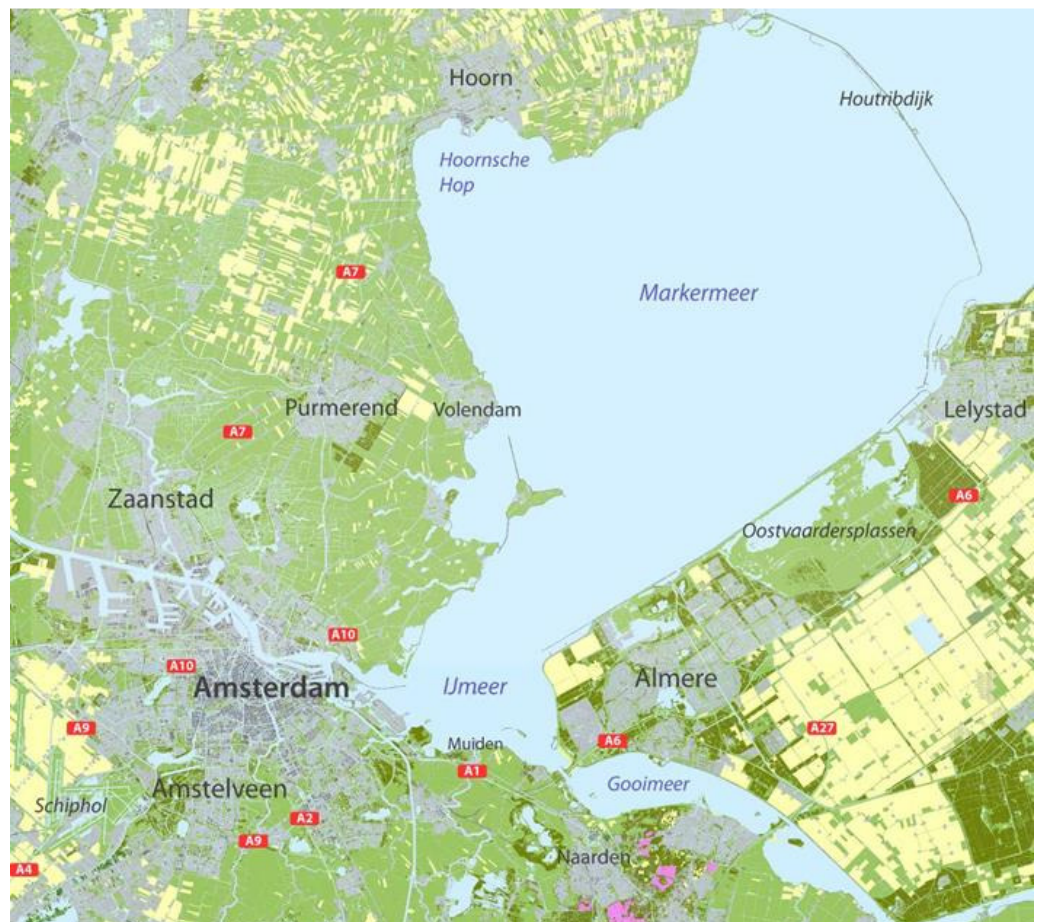 Hoorn
Houtribdijk
Hoornsche
Hop
A7
Markermeer
Purmerend
Volendam
Lelystad
A7
Zaanstad
A6
Oostvaardersplassen
A10
A10
Amsterdam
IJmeer
Almere
A9
A27
Muiden
A6
A1
Amstelveen
Gooimeer
Schiphol
A2
A9
Naarden
A4